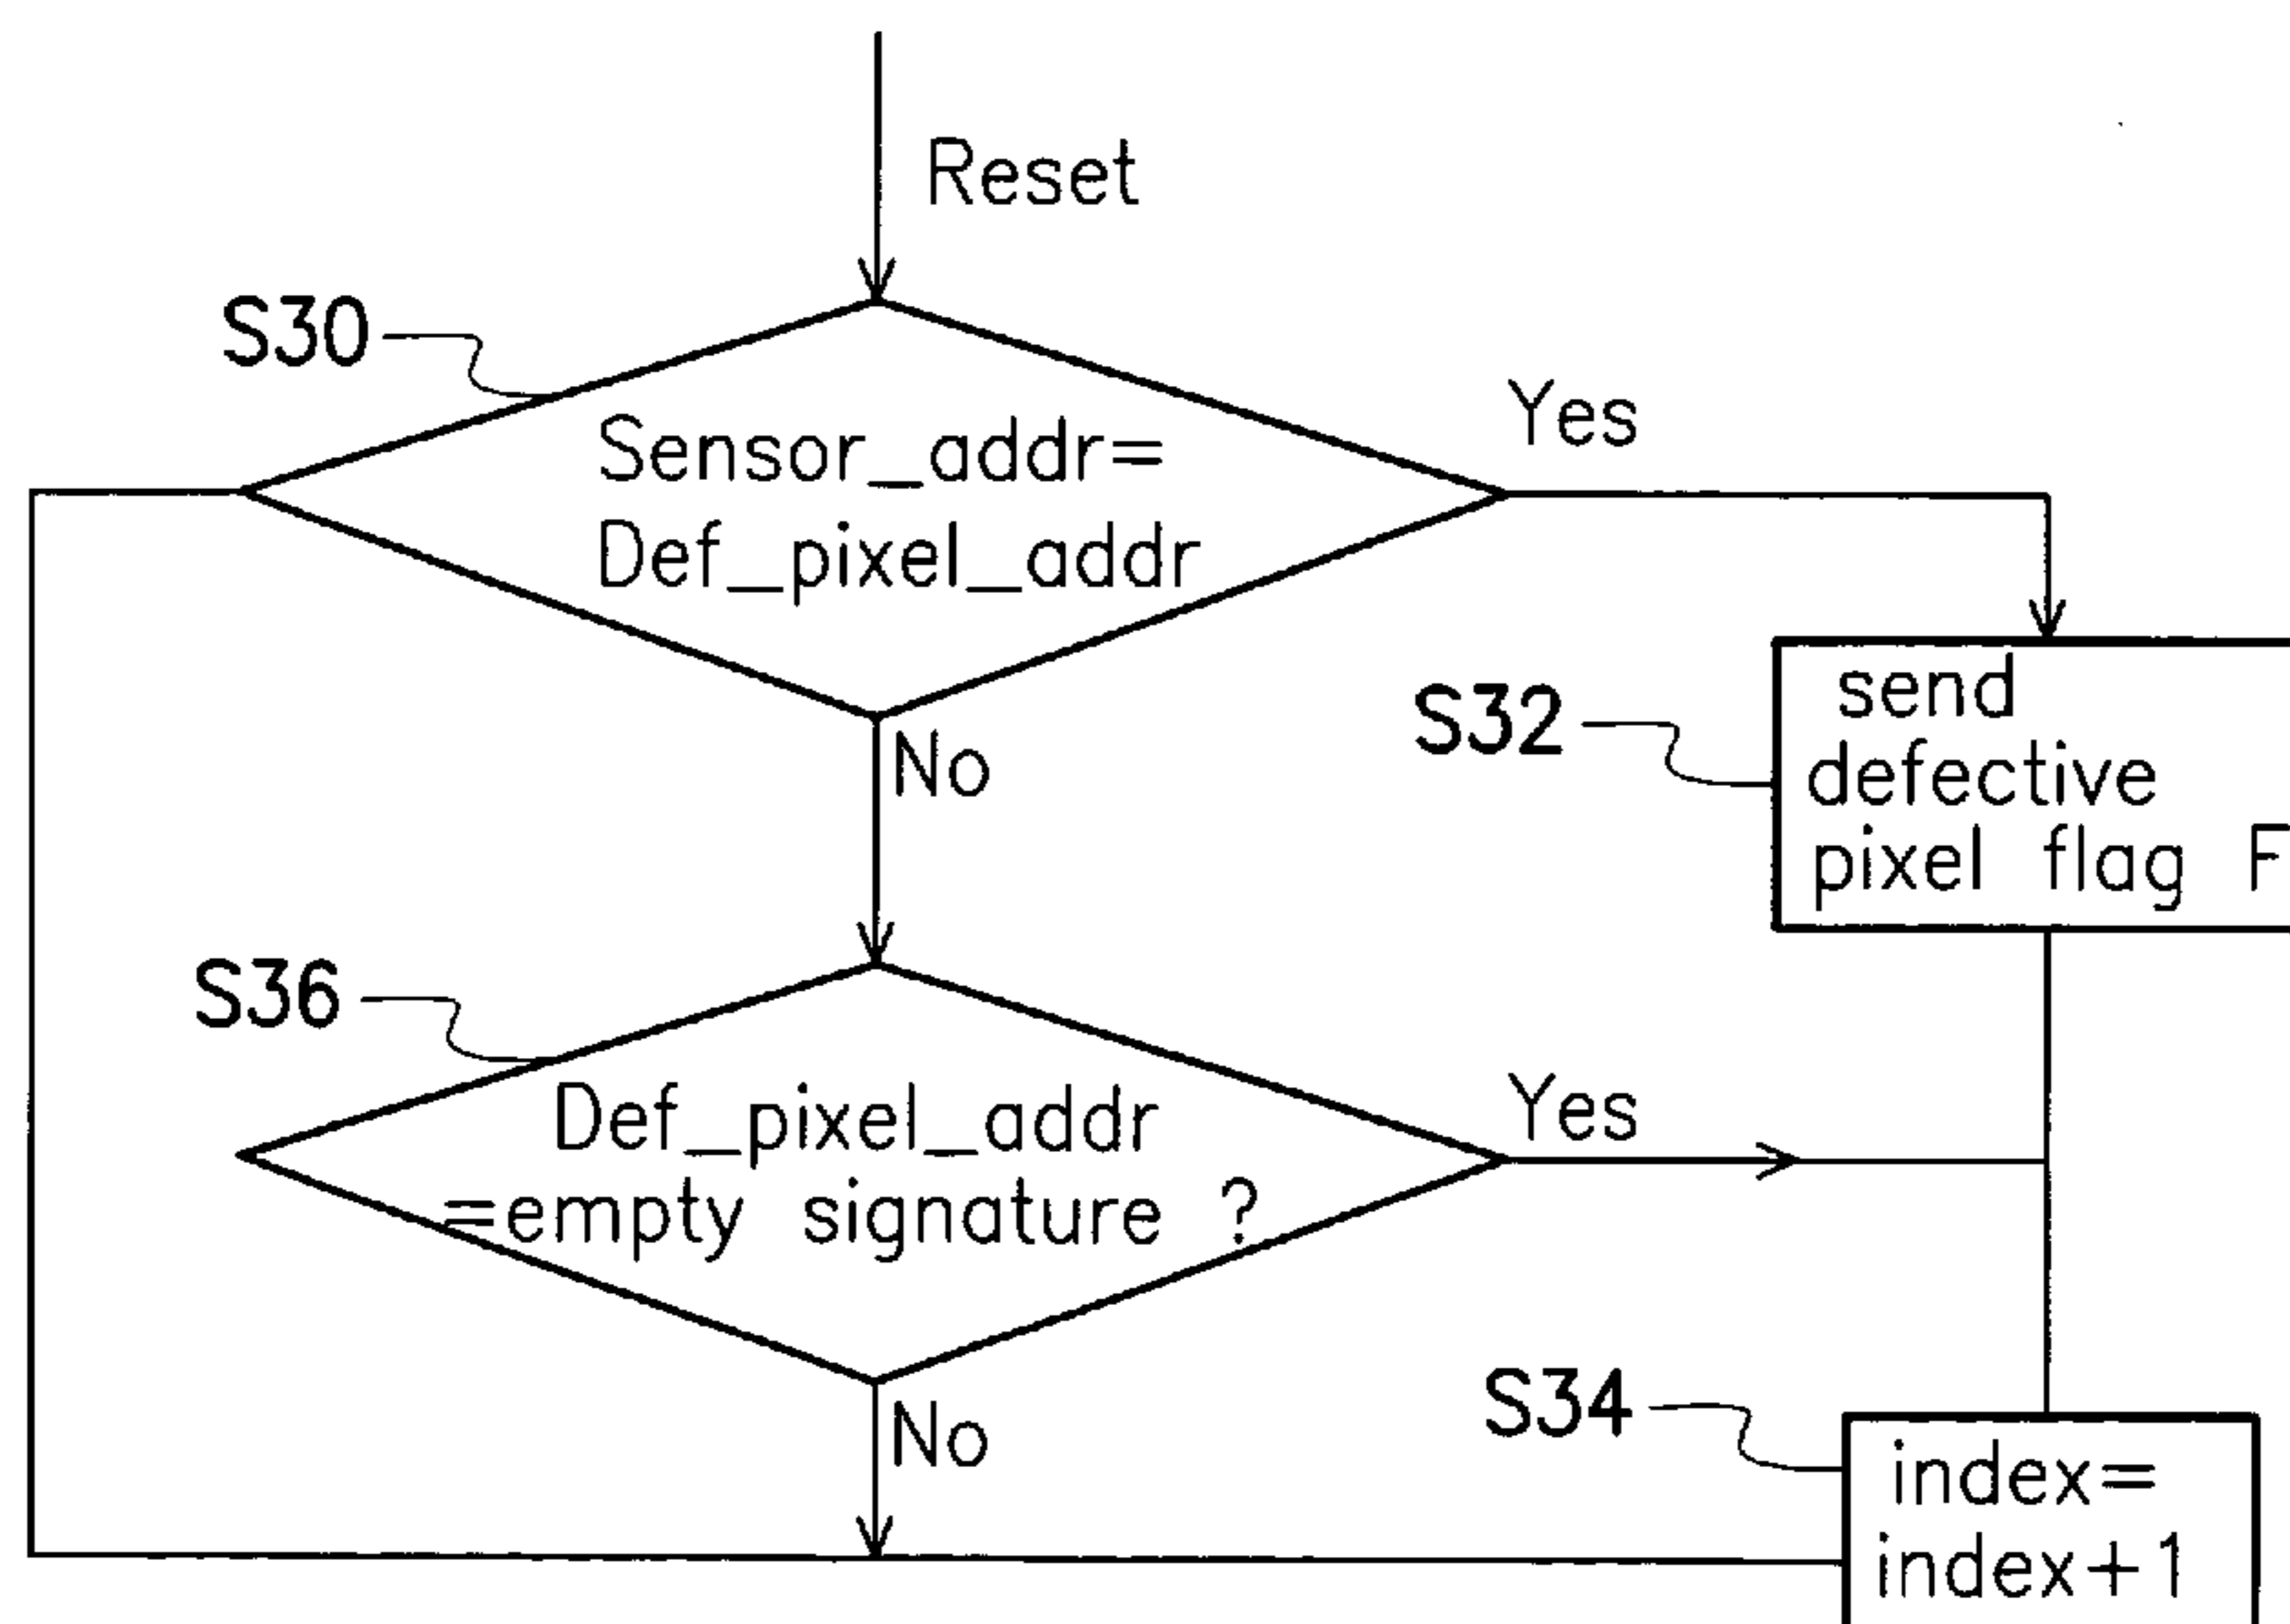 Reset
S30
Sensor_addr=
Def_pixel_addr
Yes
No
S32
send
defective
pixel flag F
S36
Def_pixel_addr
=empty signature ?
Yes
No
S34
index=
index+1